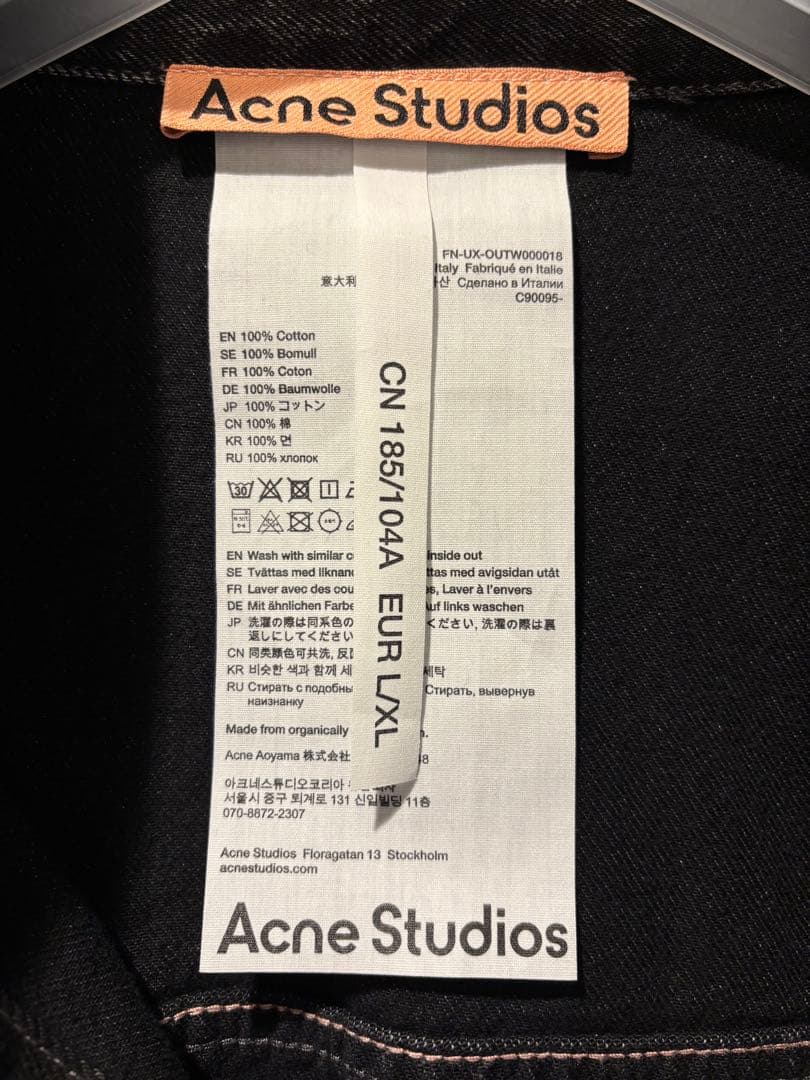 Acne Studios
FN-UX-OUTW000018
Italy Fabriqué en Italie
意大利 산 Сделано в Италии
C90095-
EN 100% Cotton
SE 100% Bomull
FR 100% Coton
DE 100% Baumwolle
JP 100% コットン
CN 100% 棉
KR 100% 면
RU 100% хлопок
30
CN 185/104A EUR L/XL
EN Wash with similar c Inside out
SE Tvättas med liknand tas med avigsidan utåt
FR Laver avec des cou s, Laver à l'envers
DE Mit ähnlichen Farbe uf links waschen
JP 洗濯の際は同系色の ください, 洗濯の際は裏
返しにしてください
CN 同类颜色可共洗, 反
KR 비슷한 색과 함께 세 세탁
RU Стирать с подобны Стирать, вывернув
наизнанку
Made from organically n.
Acne Aoyama 株式会社 8
아크네스튜디오코리아
서울시 중구 퇴계로 131 신일빌딩 11층
070-8872-2307
Acne Studios Floragatan 13 Stockholm
acnestudios.com
Acne Studios